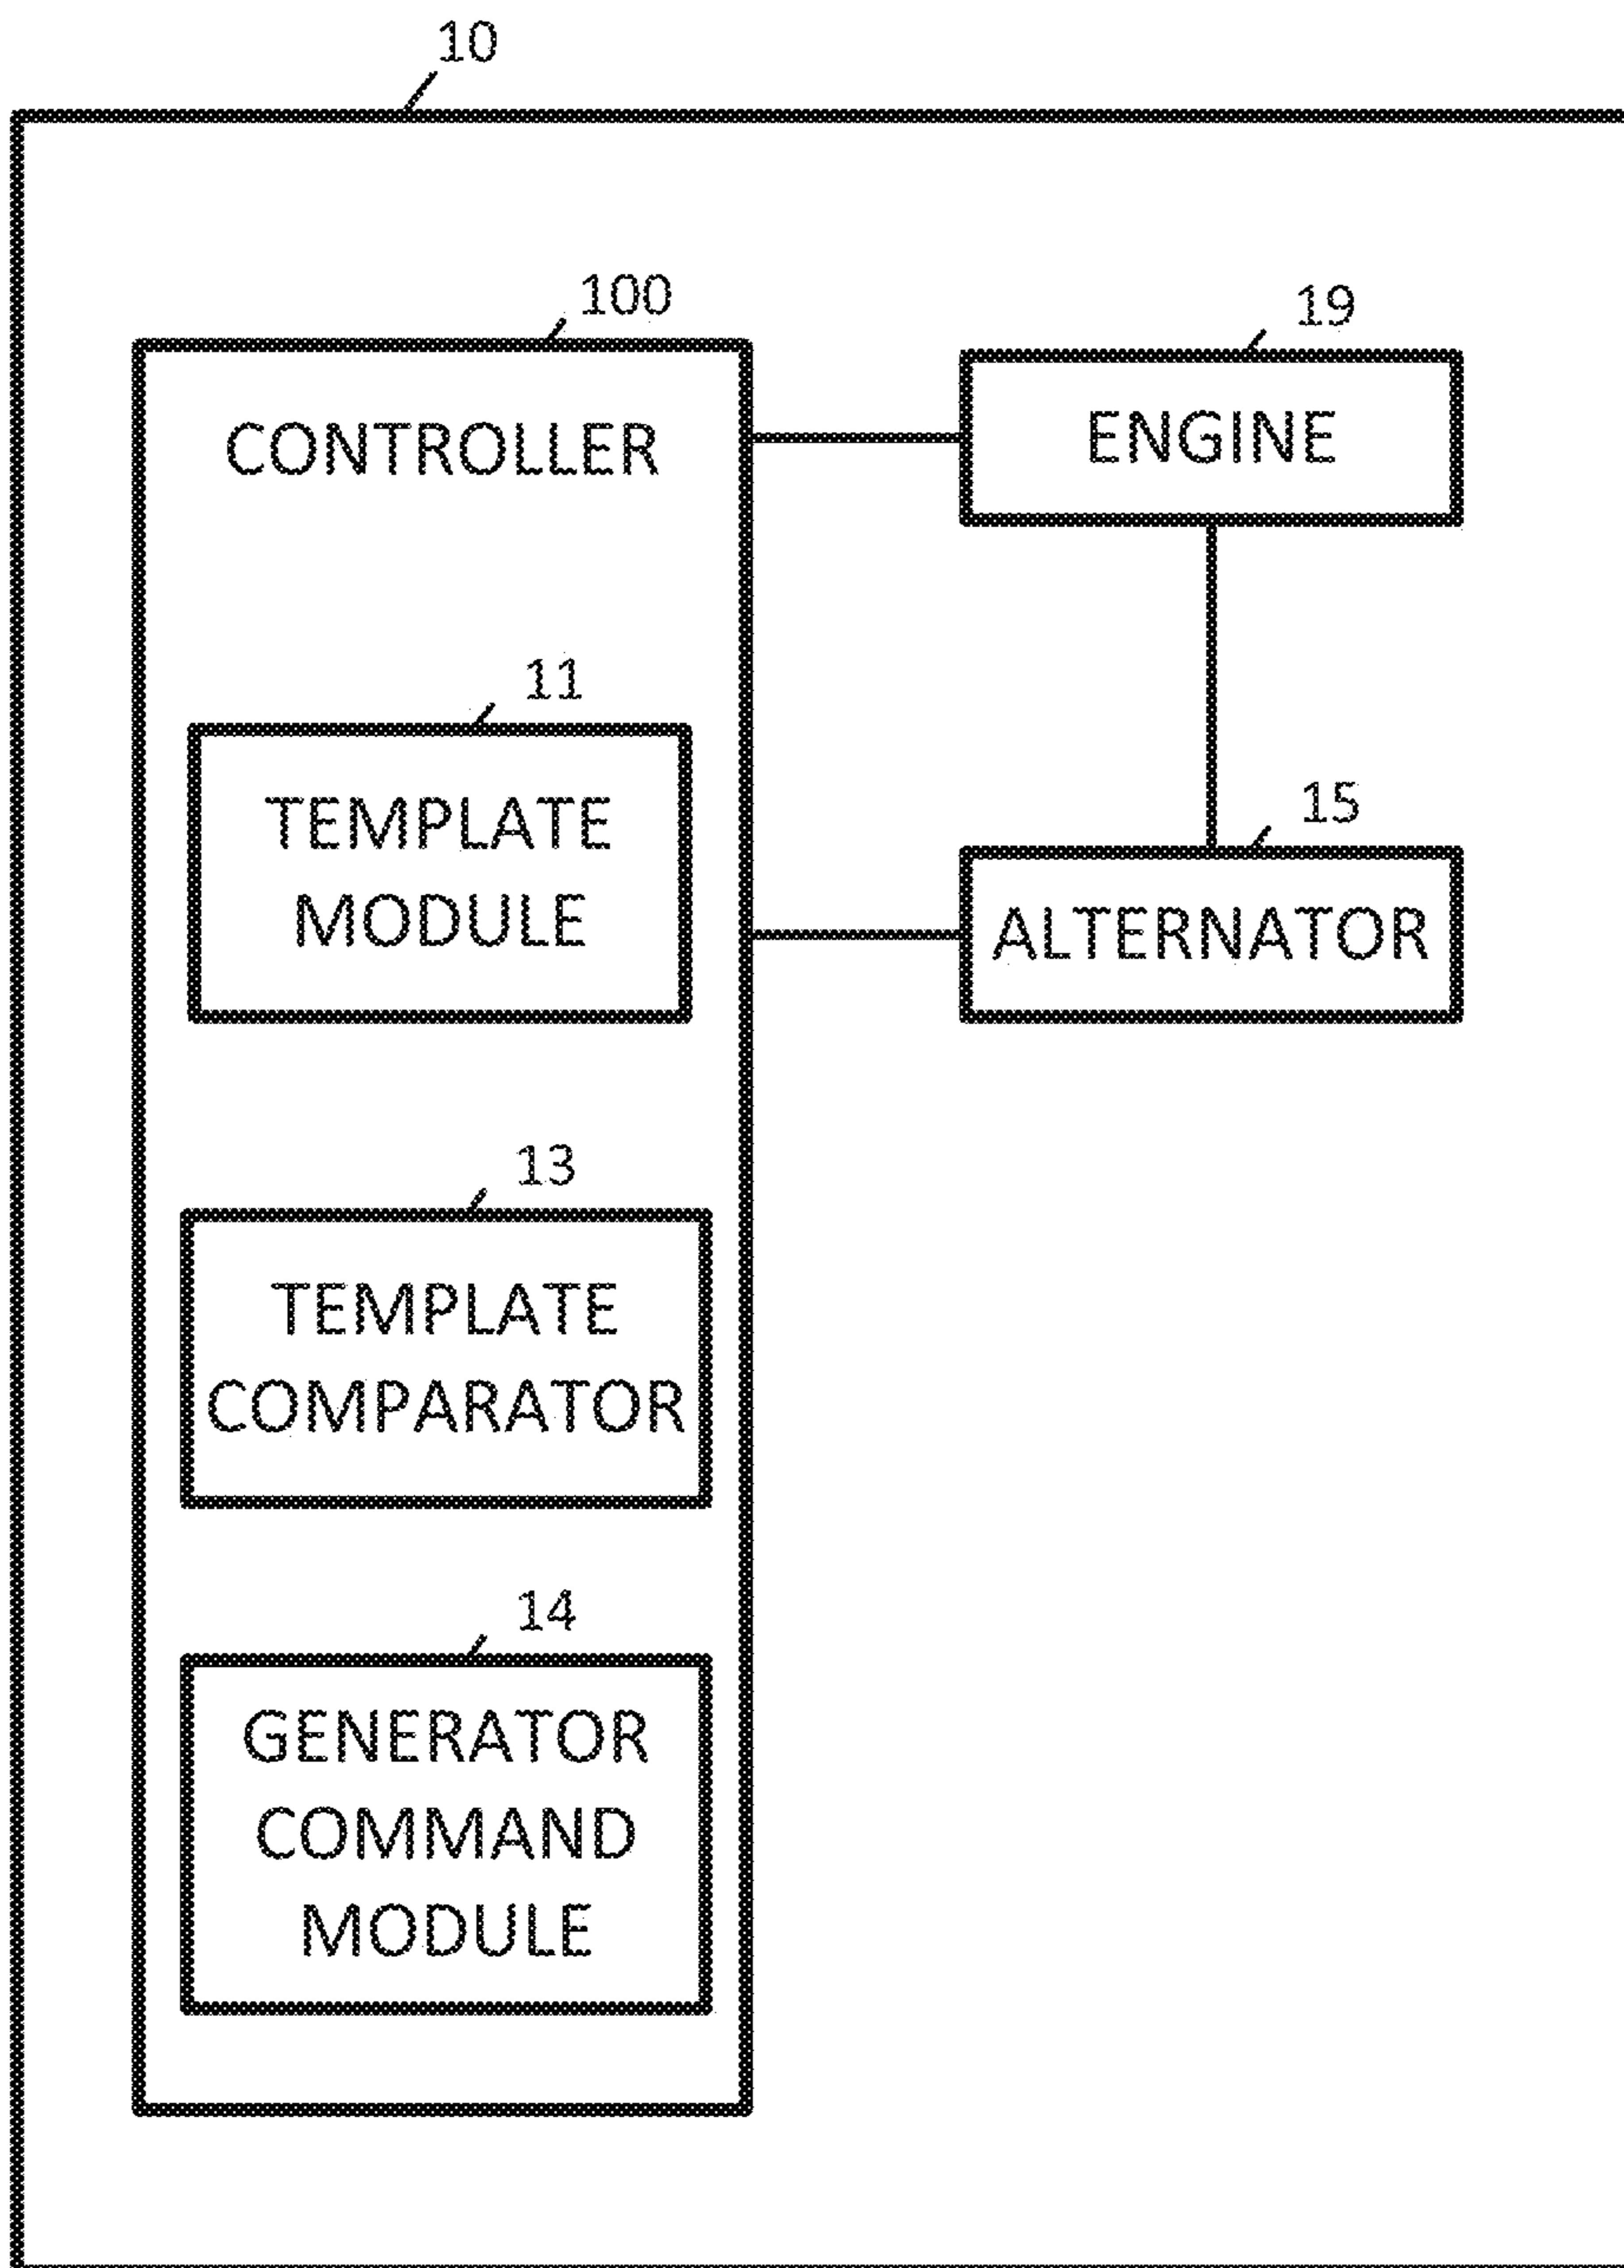 10
100
CONTROLLER
19
ENGINE
11
TEMPLATE
MODULE
15
ALTERNATOR
13
TEMPLATE
COMPARATOR
14
GENERATOR
COMMAND
MODULE